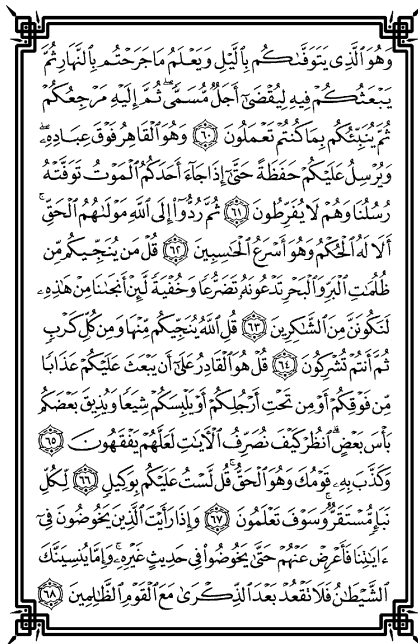 وَهُوَ ٱلَّذِى يَتَوَفَّىٰكُم بِٱلَّيْلِ وَيَعْلَمُ مَا جَرَحْتُم بِٱلنَّهَارِ ثُمَّ
يَبْعَثُكُمْ فِيهِ لِيُقْضَىٰٓ أَجَلٌ مُّسَمًّى ۖ ثُمَّ إِلَيْهِ مَرْجِعُكُمْ
ثُمَّ يُنَبِّئُكُم بِمَا كُنتُمْ تَعْمَلُونَ ٦٠ وَهُوَ ٱلْقَاهِرُ فَوْقَ عِبَادِهِۦ ۖ
وَيُرْسِلُ عَلَيْكُمْ حَفَظَةً حَتَّىٰٓ إِذَا جَآءَ أَحَدَكُمُ ٱلْمَوْتُ تَوَفَّتْهُ
رُسُلُنَا وَهُمْ لَا يُفَرِّطُونَ ٦١ ثُمَّ رُدُّوٓا۟ إِلَى ٱللَّهِ مَوْلَىٰهُمُ ٱلْحَقِّ ۚ
أَلَا لَهُ ٱلْحُكْمُ وَهُوَ أَسْرَعُ ٱلْحَٰسِبِينَ ٦٢ قُلْ مَن يُنَجِّيكُم مِّن
ظُلُمَٰتِ ٱلْبَرِّ وَٱلْبَحْرِ تَدْعُونَهُۥ تَضَرُّعًا وَخُفْيَةً لَّئِنْ أَنجَىٰنَا مِنْ هَٰذِهِۦ
لَنَكُونَنَّ مِنَ ٱلشَّٰكِرِينَ ٦٣ قُلِ ٱللَّهُ يُنَجِّيكُم مِّنْهَا وَمِن كُلِّ كَرْبٍ
ثُمَّ أَنتُمْ تُشْرِكُونَ ٦٤ قُلْ هُوَ ٱلْقَادِرُ عَلَىٰٓ أَن يَبْعَثَ عَلَيْكُمْ عَذَابًا
مِّن فَوْقِكُمْ أَوْ مِن تَحْتِ أَرْجُلِكُمْ أَوْ يَلْبِسَكُمْ شِيَعًا وَيُذِيقَ بَعْضَكُم
بَأْسَ بَعْضٍ ۗ ٱنظُرْ كَيْفَ نُصَرِّفُ ٱلْءَايَٰتِ لَعَلَّهُمْ يَفْقَهُونَ ٦٥
وَكَذَّبَ بِهِۦ قَوْمُكَ وَهُوَ ٱلْحَقُّ ۚ قُل لَّسْتُ عَلَيْكُم بِوَكِيلٍ ٦٦ لِّكُلِّ
نَبَإٍ مُّسْتَقَرٌّ ۚ وَسَوْفَ تَعْلَمُونَ ٦٧ وَإِذَا رَأَيْتَ ٱلَّذِينَ يَخُوضُونَ فِىٓ
ءَايَٰتِنَا فَأَعْرِضْ عَنْهُمْ حَتَّىٰ يَخُوضُوا۟ فِى حَدِيثٍ غَيْرِهِۦ ۚ وَإِمَّا يُنسِيَنَّكَ
ٱلشَّيْطَٰنُ فَلَا تَقْعُدْ بَعْدَ ٱلذِّكْرَىٰ مَعَ ٱلْقَوْمِ ٱلظَّٰلِمِينَ ٦٨